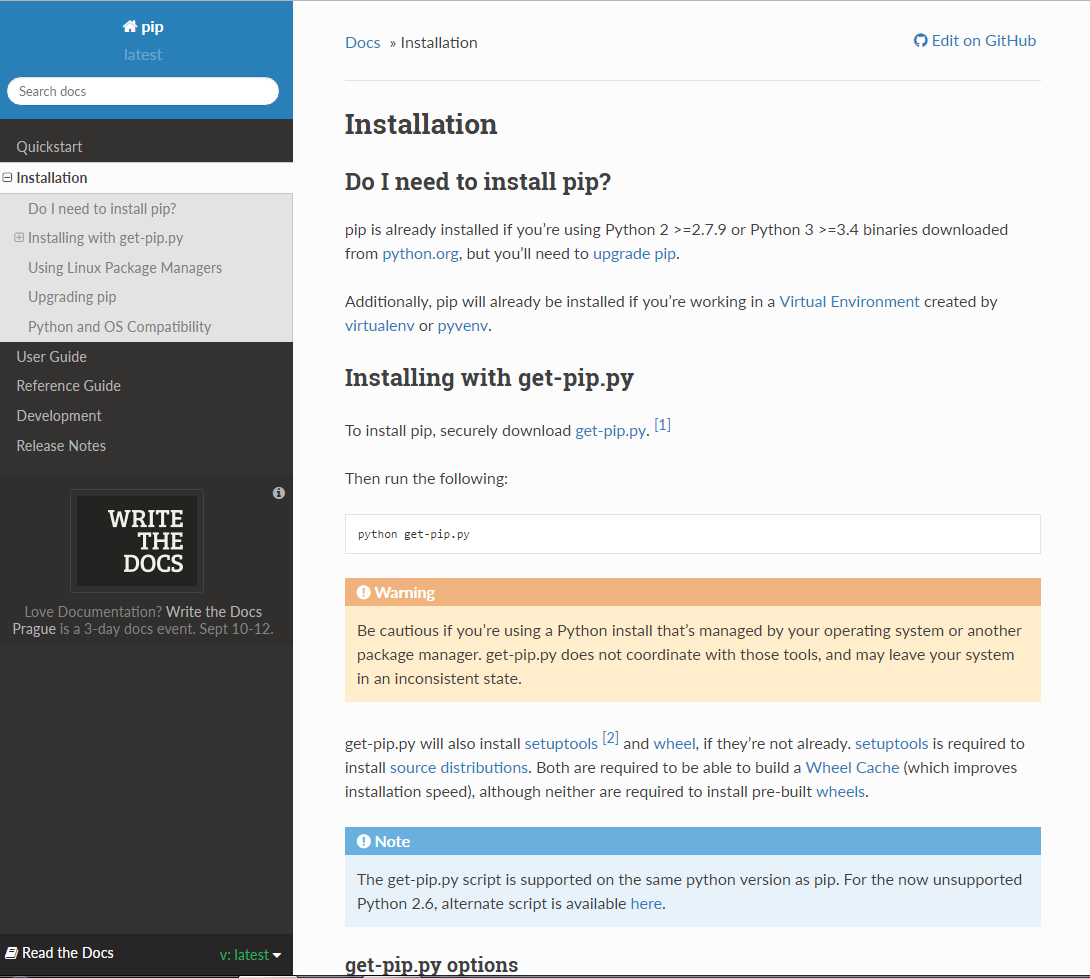 pip
latest
Search docs
Quickstart
Installation
Do I need to install pip?
Installing with get-pip.py
Using Linux Package Managers
Upgrading pip
Python and OS Compatibility
User Guide
Reference Guide
Development
Release Notes
WRITE
THE
DOCS
Love Documentation? Write the Docs
Prague is a 3-day docs event. Sept 10-12.
Read the Docs
v: latest
Docs » Installation
Edit on GitHub
Installation
Do I need to install pip?
pip is already installed if you’re using Python 2 >=2.7.9 or Python 3 >=3.4 binaries downloaded
from python.org, but you’ll need to upgrade pip.
Additionally, pip will already be installed if you’re working in a Virtual Environment created by
virtualenv or pyvenv.
Installing with get-pip.py
To install pip, securely download get-pip.py. [1]
Then run the following:
python get-pip.py
Warning
Be cautious if you’re using a Python install that’s managed by your operating system or another
package manager. get-pip.py does not coordinate with those tools, and may leave your system
in an inconsistent state.
get-pip.py will also install setuptools [2] and wheel, if they’re not already. setuptools is required to
install source distributions. Both are required to be able to build a Wheel Cache (which improves
installation speed), although neither are required to install pre-built wheels.
Note
The get-pip.py script is supported on the same python version as pip. For the now unsupported
Python 2.6, alternate script is available here.
get-pip.py options